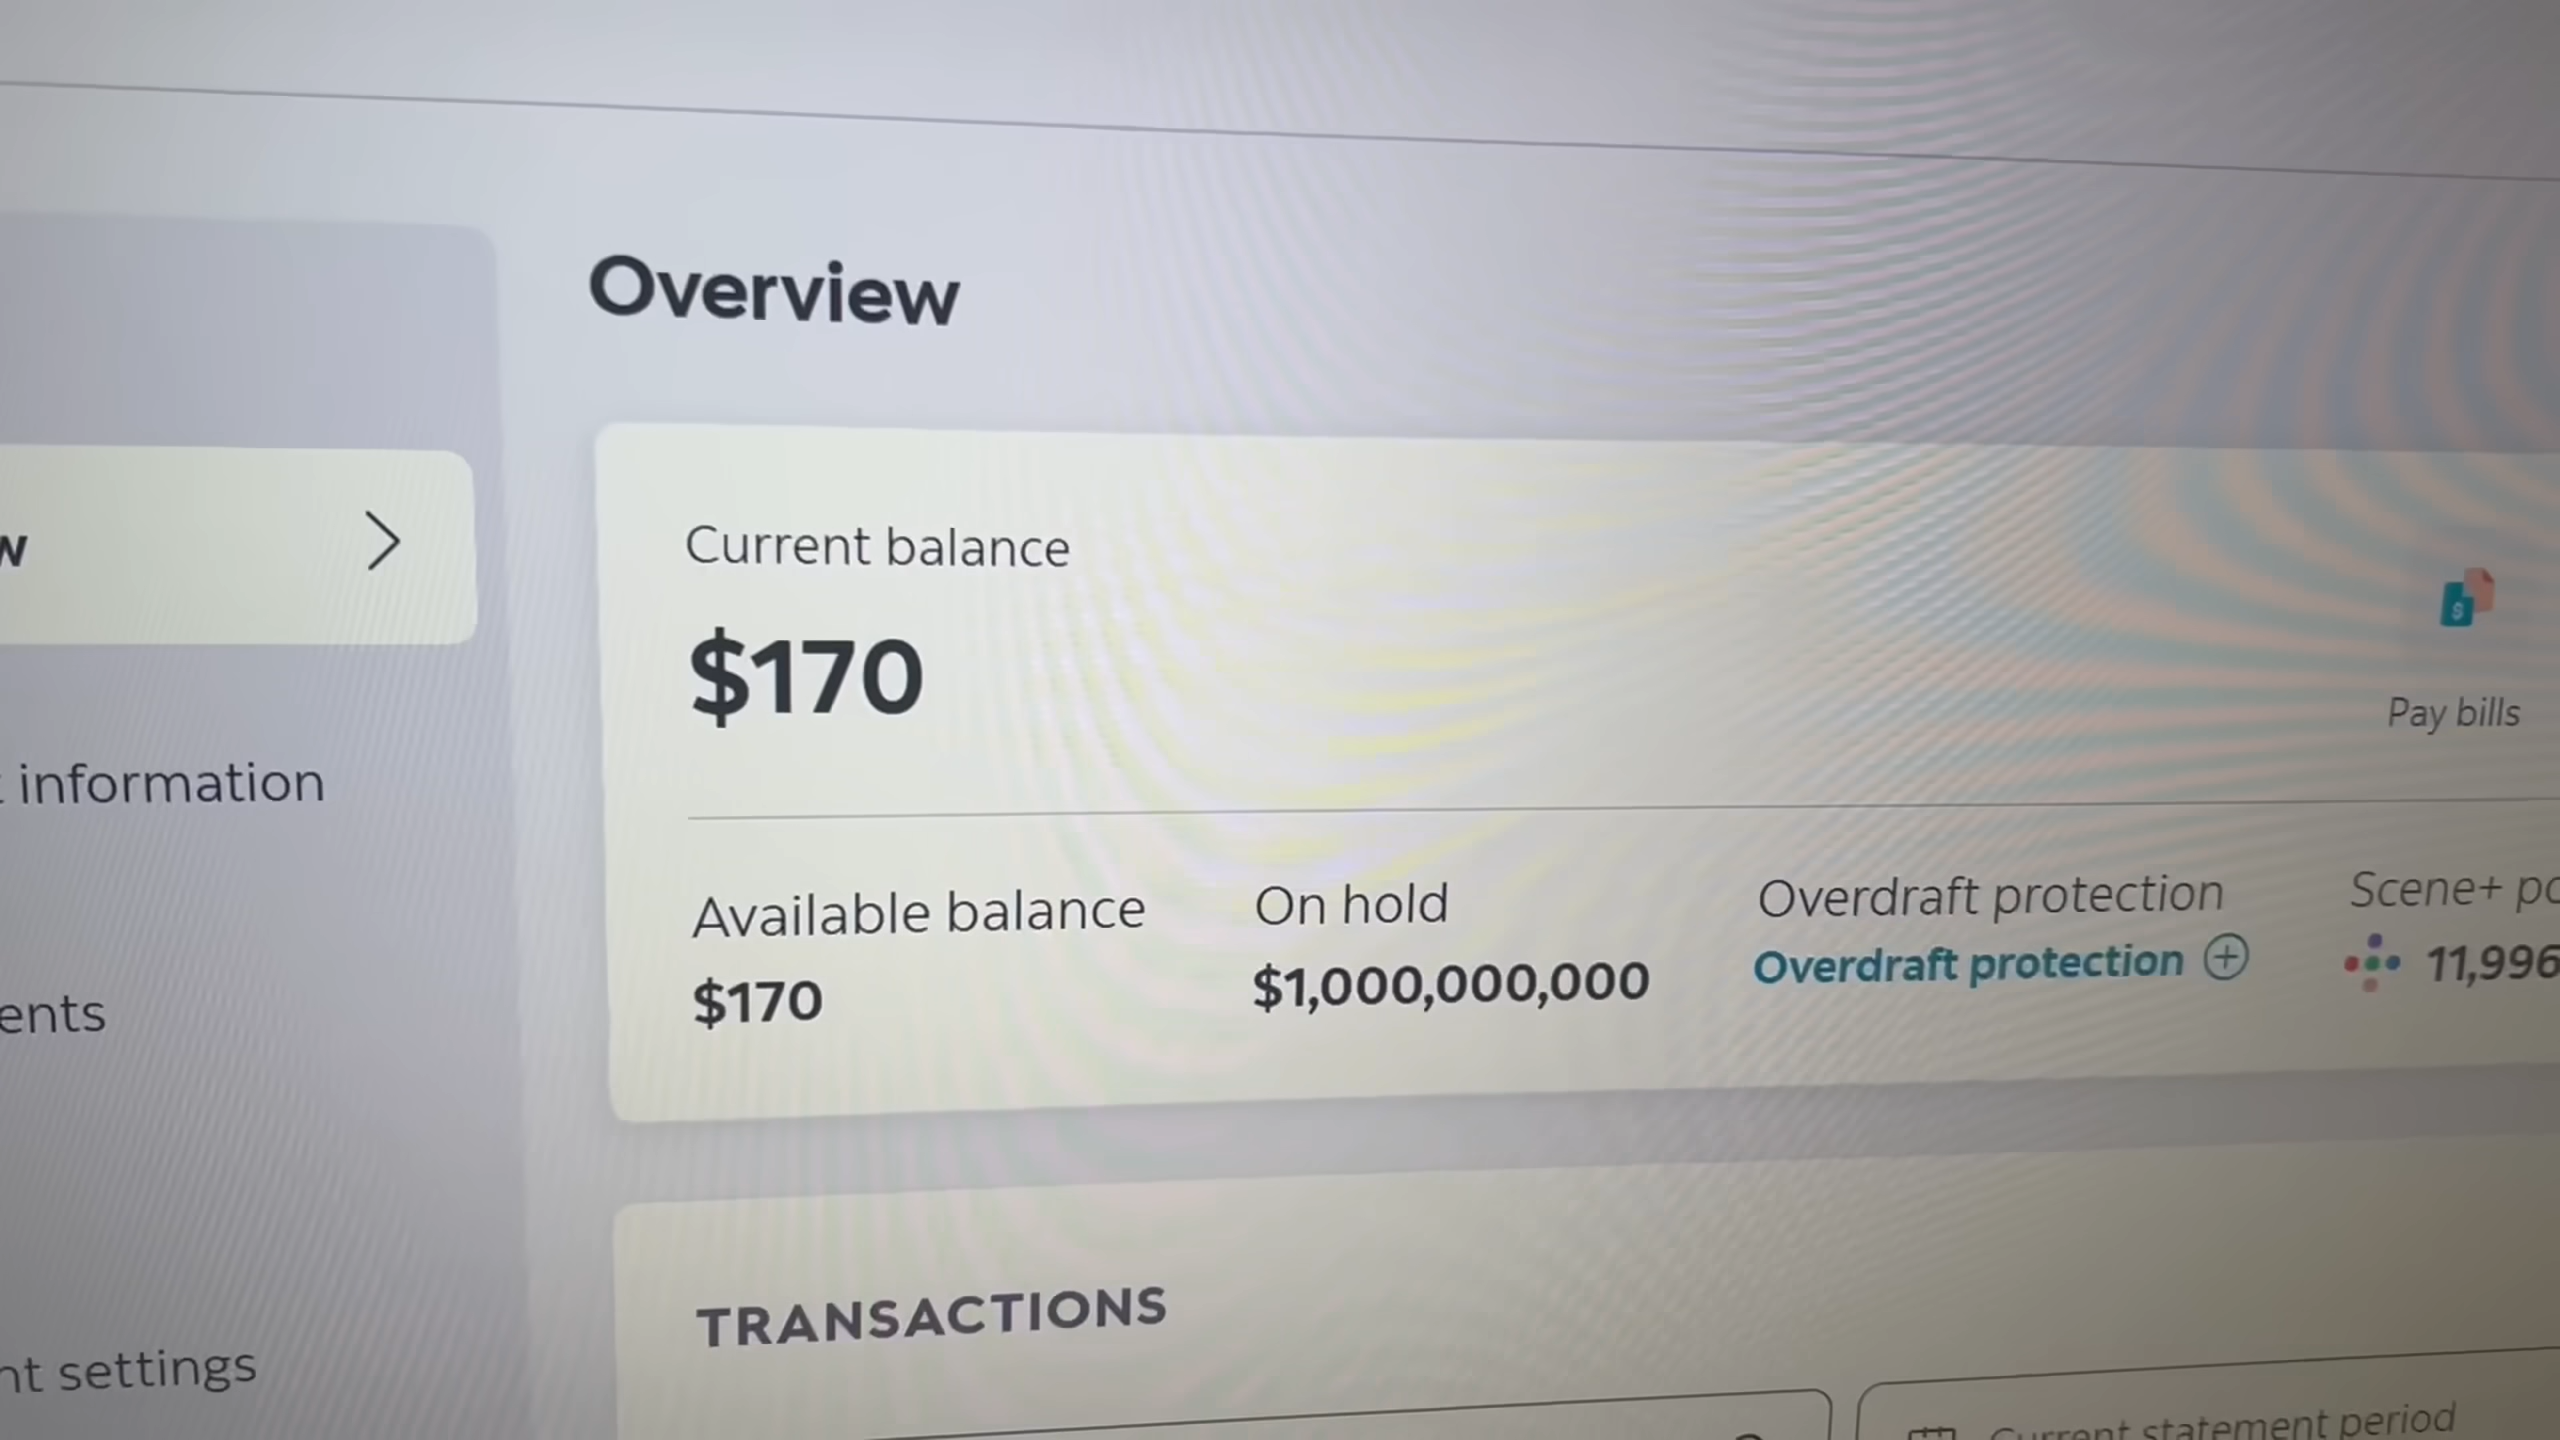 Overview
w
Current balance
$170
Pay bills
information
Available balance
On hold
Overdraft protection
Scene+
$170
$1,000,000,000
Overdraft protection
11,996
ents
TRANSACTIONS
nt settings
Current statement period